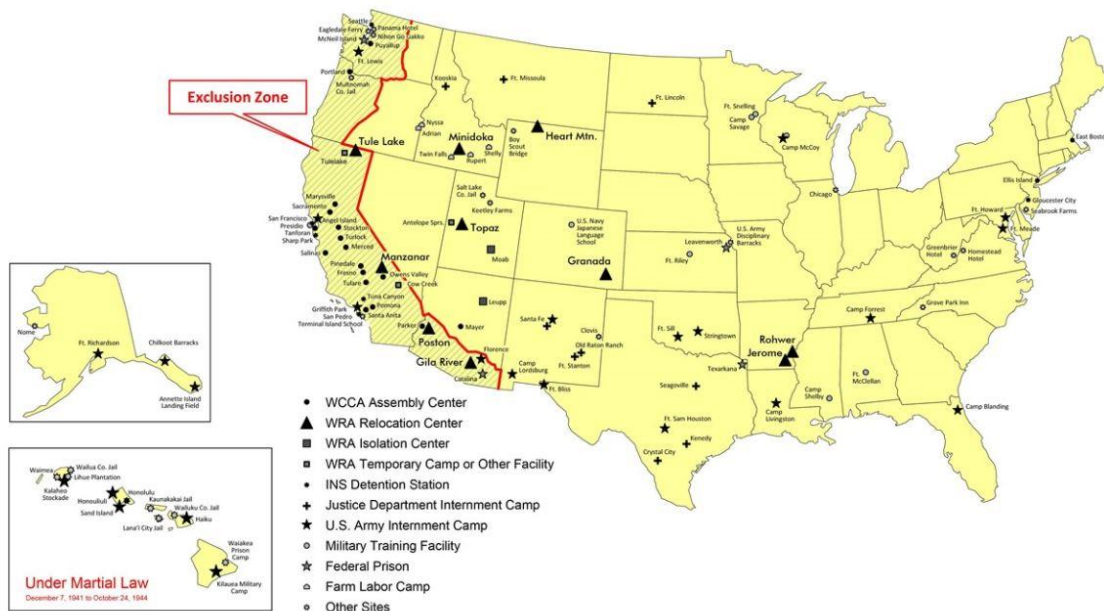 Seattle
Eagledale Ferry
Panama Hotel
Nihon Go Gakko
McNeil Island
Puyallup
Ft. Lewis
Portland
Multnomah
Co. Jail
Exclusion Zone
Kooskia
Ft. Missoula
Ft. Lincoln
Ft. Snelling
Camp
Savage
Camp McCoy
East Boston
Nyssa
Adrian
Minidoka
Twin Falls
Rupert
Shelly
Boy
Scout
Bridge
Heart Mtn.
Tule Lake
Tulelake
Chicago
Ellis Island
Gloucester City
Seabrook Farms
Ft. Howard
Ft. Meade
Marysville
Sacramento
San Francisco
Angel Island
Presidio
Stockton
Tanforan
Turlock
Sharp Park
Merced
Salinas
Salt Lake
Co. Jail
Keetley Farms
Antelope Sprs.
Topaz
Moab
U.S. Navy
Japanese
Language
School
Granada
Leavenworth
U.S. Army
Disciplinary
Barracks
Ft. Riley
Greenbrier
Hotel
Homestead
Hotel
Pinedale
Fresno
Tulare
Manzanar
Owens Valley
Cow Creek
Tuna Canyon
Griffith Park
Pomona
San Pedro
Santa Anita
Terminal Island School
Leupp
Parker
Poston
Mayer
Santa Fe
Clovis
Old Raton Ranch
Ft. Stanton
Ft. Sill
Stringtown
Rohwer
Jerome
Camp Forrest
Grove Park Inn
Gila River
Florence
Catalina
Camp
Lordsburg
Ft. Bliss
Texarkana
Seagoville
Camp
Livingston
Camp
Shelby
Ft.
McClellan
Camp Blanding
Ft. Sam Houston
Kenedy
Crystal City
Nome
Ft. Richardson
Chilkoot Barracks
Annette Island
Landing Field
WCCA Assembly Center
WRA Relocation Center
WRA Isolation Center
WRA Temporary Camp or Other Facility
INS Detention Station
Justice Department Internment Camp
U.S. Army Internment Camp
Military Training Facility
Federal Prison
Farm Labor Camp
Other Sites
Waimea
Wailua Co. Jail
Lihue Plantation
Kalaheo
Stockade
Honolulu
Honouliuli
Sand Island
Kaunakakai Jail
Wailuku Co. Jail
Lana'i City Jail
Haiku
Waiakea
Prison
Camp
Kilauea Military
Camp
Under Martial Law
December 7, 1941 to October 24, 1944